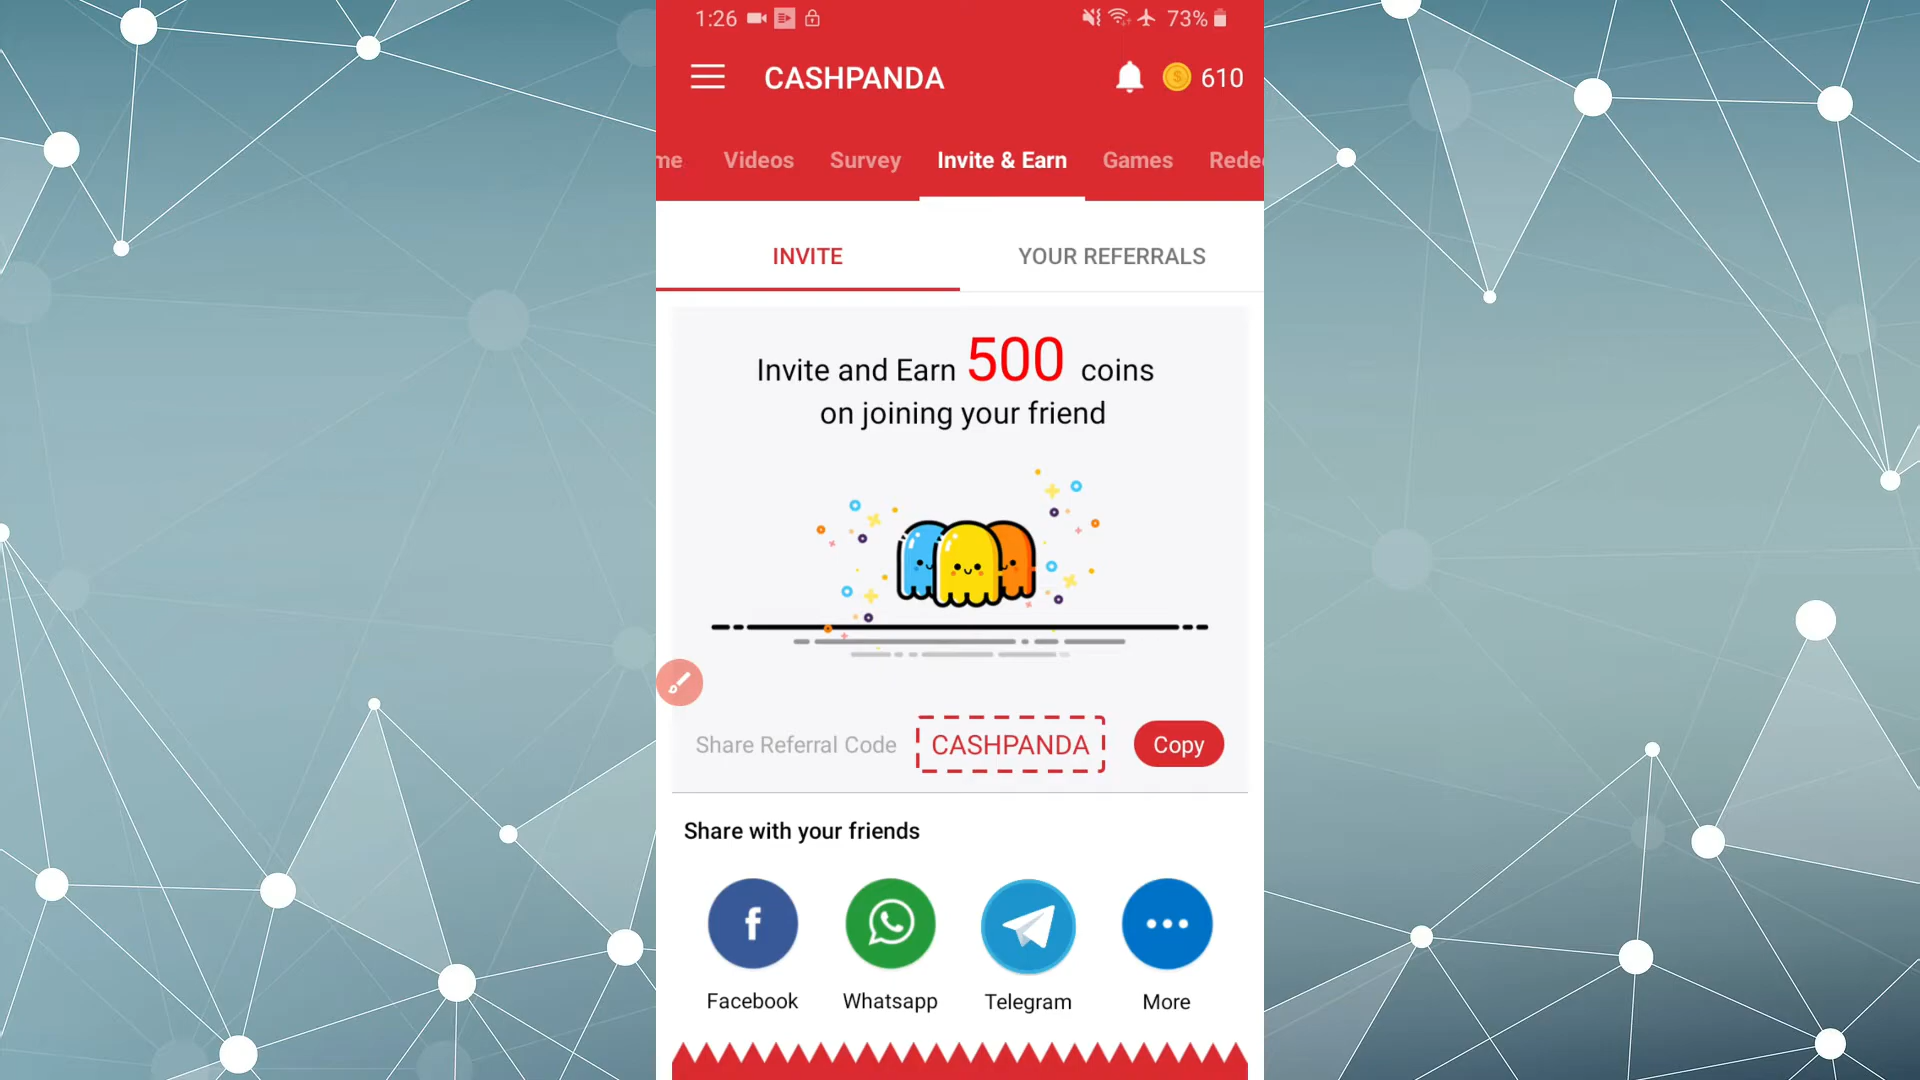 1:26 73%
CASHPANDA 610
me Videos Survey Invite & Earn Games Redee
INVITE YOUR REFERRALS
Invite and Earn 500 coins
on joining your friend
Share Referral Code CASHPANDA Copy
Share with your friends
Facebook Whatsapp Telegram More